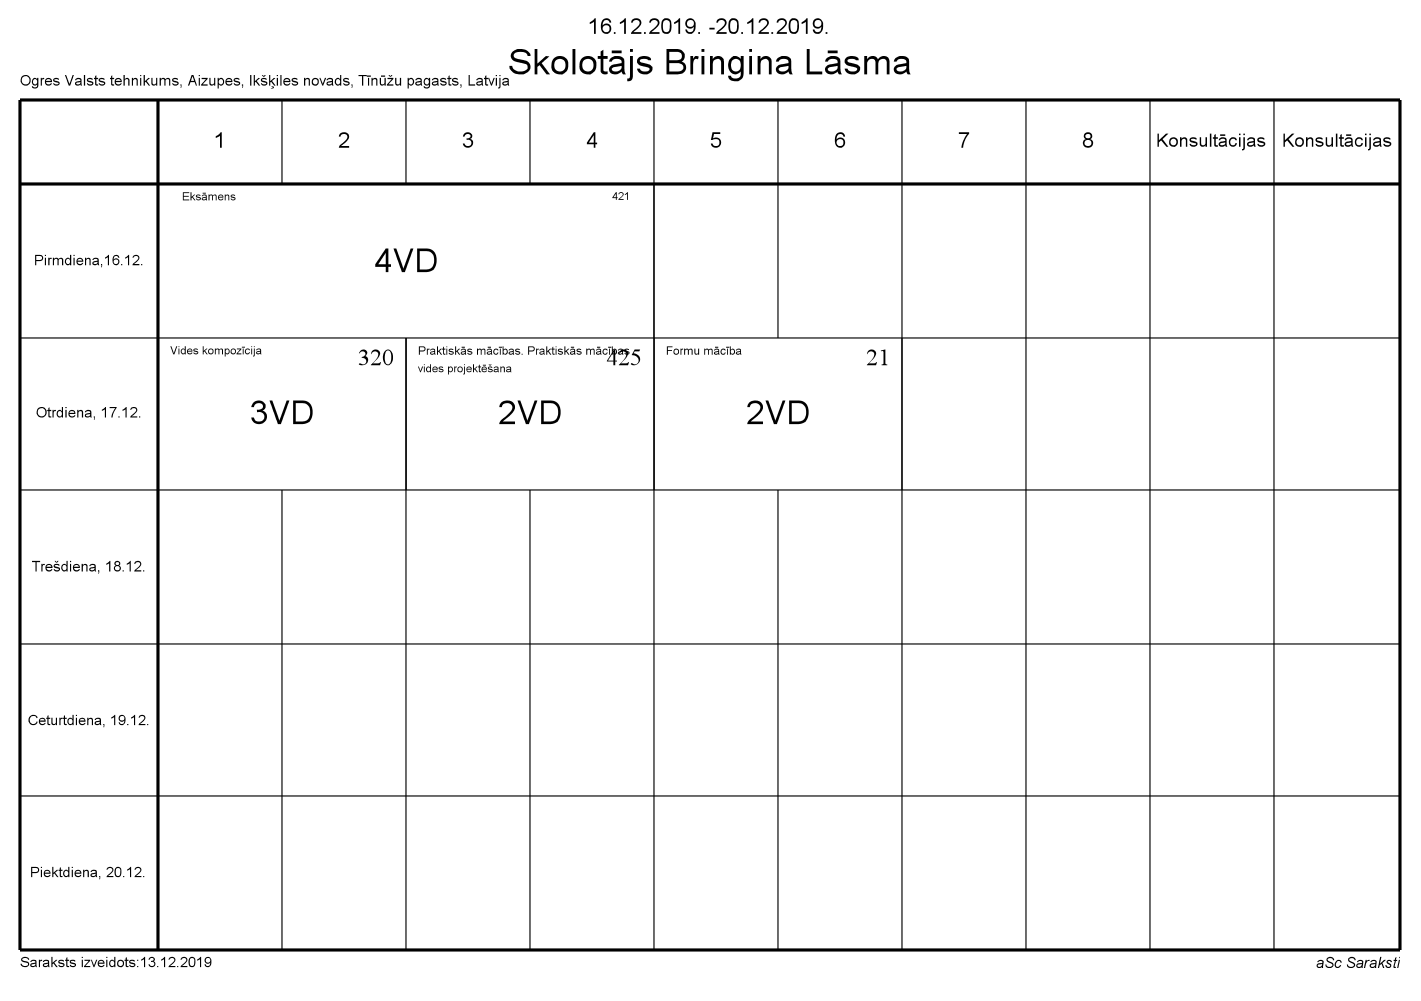 16.12.2019. -20.12.2019.
Skolotājs Bringina Lāsma
Ogres Valsts tehnikums, Aizupes, Ikšķiles novads, Tīnūžu pagasts, Latvija
1 2 3 4 5 6 7 8 Konsultācijas Konsultācijas
Pirmdiena,16.12.
Eksāmens 421
4VD
Otrdiena, 17.12.
Vides kompozīcija 320
3VD
Praktiskās mācības. Praktiskās mācības 425
vides projektēšana
2VD
Formu mācība 21
2VD
Trešdiena, 18.12.
Ceturtdiena, 19.12.
Piektdiena, 20.12.
Saraksts izveidots:13.12.2019
aSc Saraksti